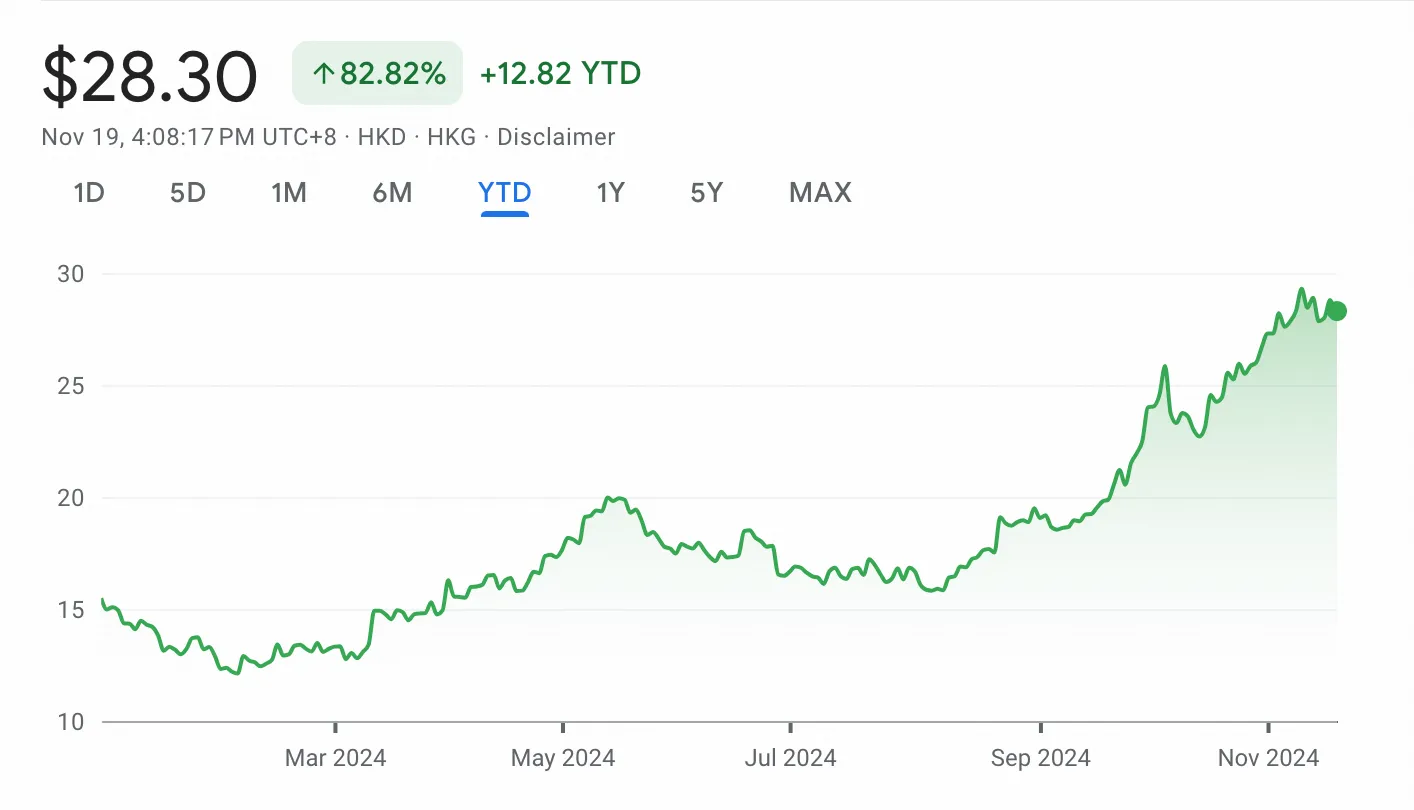 $28.30 ↑82.82% +12.82 YTD
Nov 19, 4:08:17 PM UTC+8 · HKD · HKG · Disclaimer
1D 5D 1M 6M YTD 1Y 5Y MAX
30
25
20
15
10
Mar 2024 May 2024 Jul 2024 Sep 2024 Nov 2024